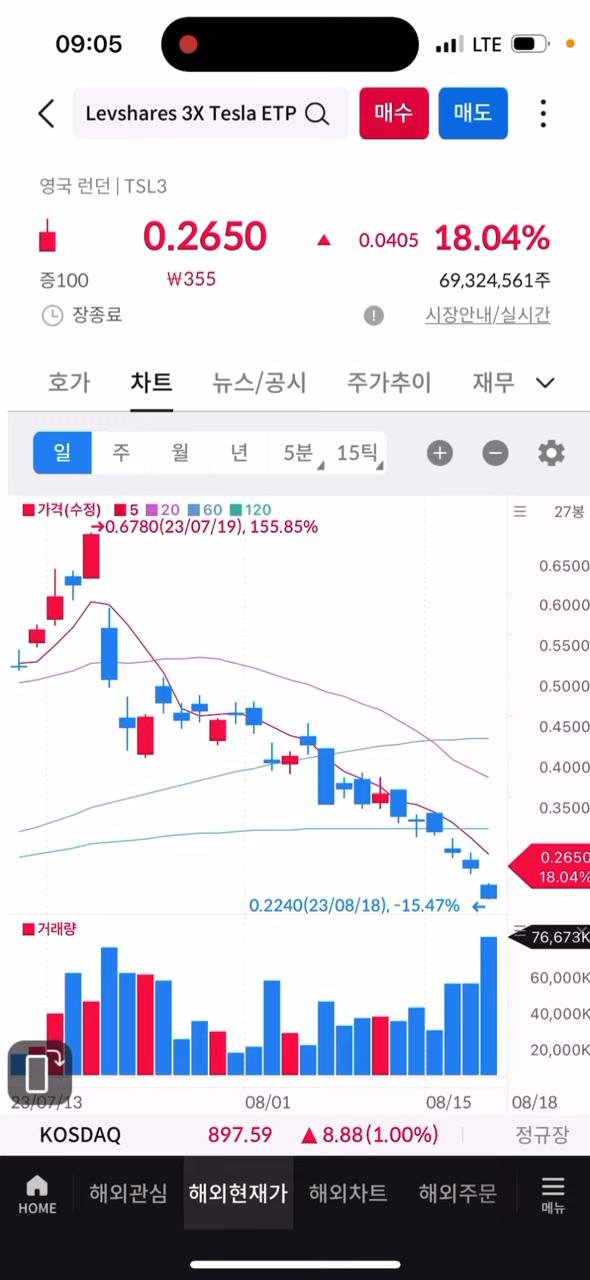 09:05 LTE
Levshares 3X Tesla ETP 매수 매도
영국 런던 | TSL3
0.2650 ▲ 0.0405 18.04%
증100 ₩355 69,324,561주
장종료 시장안내/실시간
호가 차트 뉴스/공시 주가추이 재무
일 주 월 년 5분 15틱
가격(수정) 5 20 60 120 27봉
→0.6780(23/07/19), 155.85%
0.6500
0.6000
0.5500
0.5000
0.4500
0.4000
0.3500
0.2650
18.04%
0.2240(23/08/18), -15.47% ←
거래량
76,673K
60,000K
40,000K
20,000K
23/07/13 08/01 08/15 08/18
KOSDAQ 897.59 ▲ 8.88(1.00%) 정규장
HOME 해외관심 해외현재가 해외차트 해외주문 메뉴